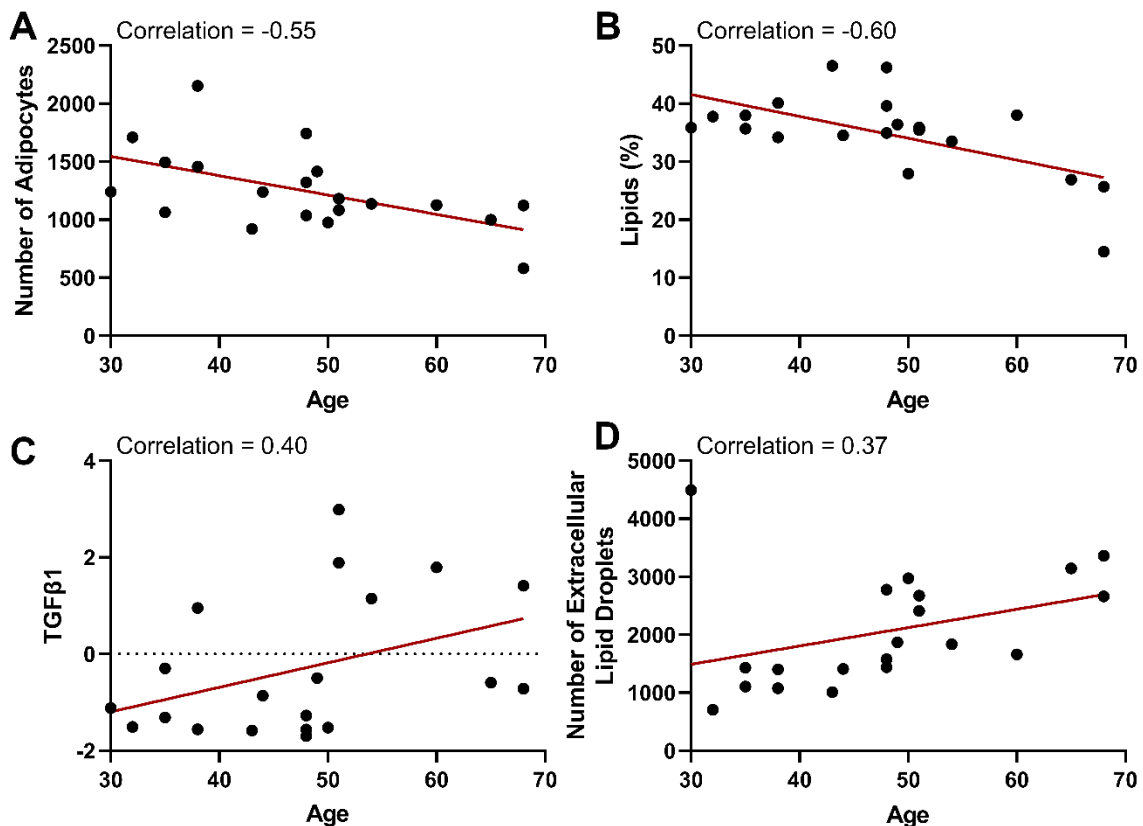 A
Correlation = -0.55
Number of Adipocytes
2500
2000
1500
1000
500
0
30 40 50 60 70
Age
B
Correlation = -0.60
Lipids (%)
50
40
30
20
10
0
30 40 50 60 70
Age
C
Correlation = 0.40
TGFβ1
4
2
0
-2
30 40 50 60 70
Age
D
Correlation = 0.37
Number of Extracellular
Lipid Droplets
5000
4000
3000
2000
1000
0
30 40 50 60 70
Age